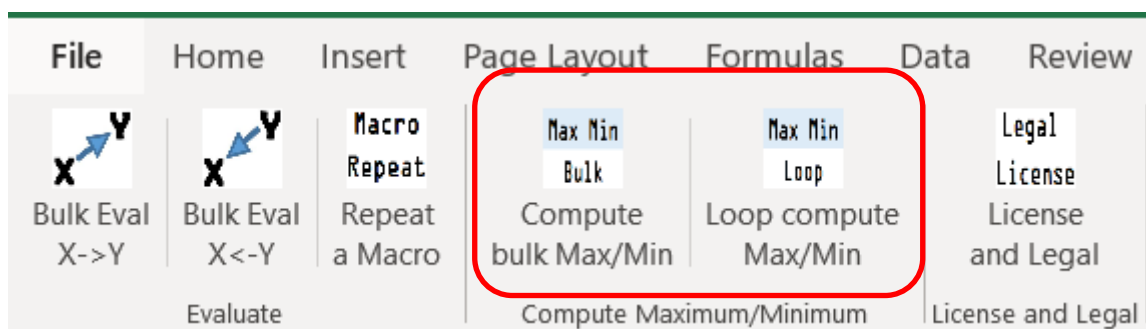 File Home Insert Page Layout Formulas Data Review
X Y
X Y
Macro
Repeat
Max Min
Bulk
Max Min
Loop
Legal
License
Bulk Eval
X->Y
Bulk Eval
X<-Y
Repeat
a Macro
Compute
bulk Max/Min
Loop compute
Max/Min
License
and Legal
Evaluate
Compute Maximum/Minimum
License and Legal